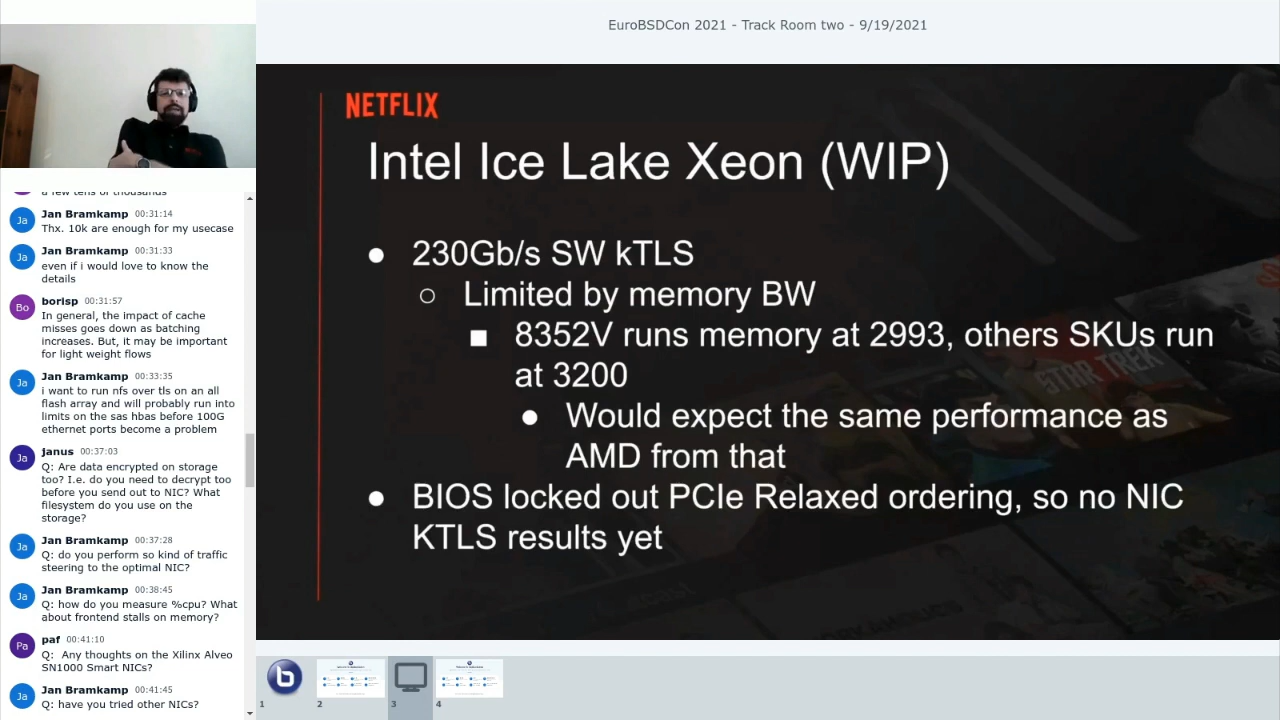 EuroBSDCon 2021 - Track Room two - 9/19/2021
a few tens of thousands
Ja
Jan Bramkamp 00:31:14
Thx. 10k are enough for my usecase
Ja
Jan Bramkamp 00:31:33
even if i would love to know the
details
Bo
borisp 00:31:57
In general, the impact of cache
misses goes down as batching
increases. But, it may be important
for light weight flows
Ja
Jan Bramkamp 00:33:35
i want to run nfs over tls on an all
flash array and will probably run into
limits on the sas hbas before 100G
ethernet ports become a problem
Ja
janus 00:37:03
Q: Are data encrypted on storage
too? I.e. do you need to decrypt too
before you send out to NIC? What
filesystem do you use on the
storage?
Ja
Jan Bramkamp 00:37:28
Q: do you perform so kind of traffic
steering to the optimal NIC?
Ja
Jan Bramkamp 00:38:45
Q: how do you measure %cpu? What
about frontend stalls on memory?
Pa
paf 00:41:10
Q: Any thoughts on the Xilinx Alveo
SN1000 Smart NICs?
Ja
Jan Bramkamp 00:41:45
Q: have you tried other NICs?
NETFLIX
Intel Ice Lake Xeon (WIP)
● 230Gb/s SW kTLS
○ Limited by memory BW
■ 8352V runs memory at 2993, others SKUs run
at 3200
● Would expect the same performance as
AMD from that
● BIOS locked out PCIe Relaxed ordering, so no NIC
KTLS results yet
STAR TREK
b
1
2
3
4